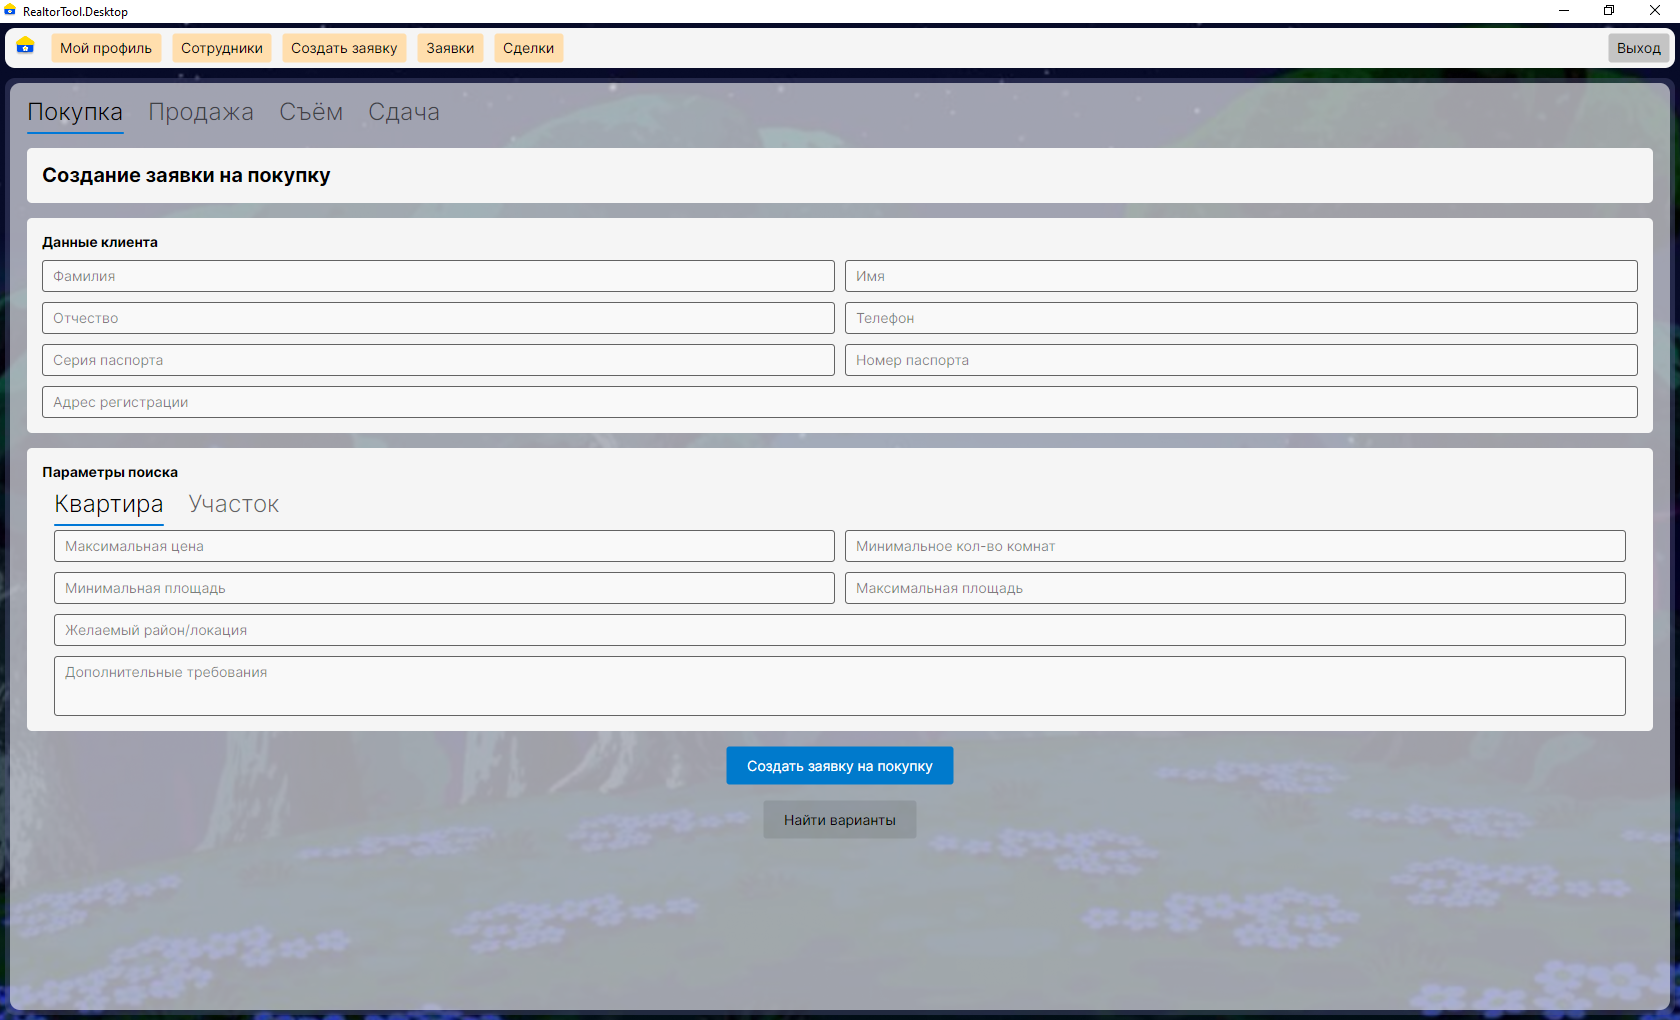 RealtorTool.Desktop
Мой профиль Сотрудники Создать заявку Заявки Сделки Выход
Покупка Продажа Съём Сдача
Создание заявки на покупку
Данные клиента
Фамилия Имя
Отчество Телефон
Серия паспорта Номер паспорта
Адрес регистрации
Параметры поиска
Квартира Участок
Максимальная цена Минимальное кол-во комнат
Минимальная площадь Максимальная площадь
Желаемый район/локация
Дополнительные требования
Создать заявку на покупку
Найти варианты